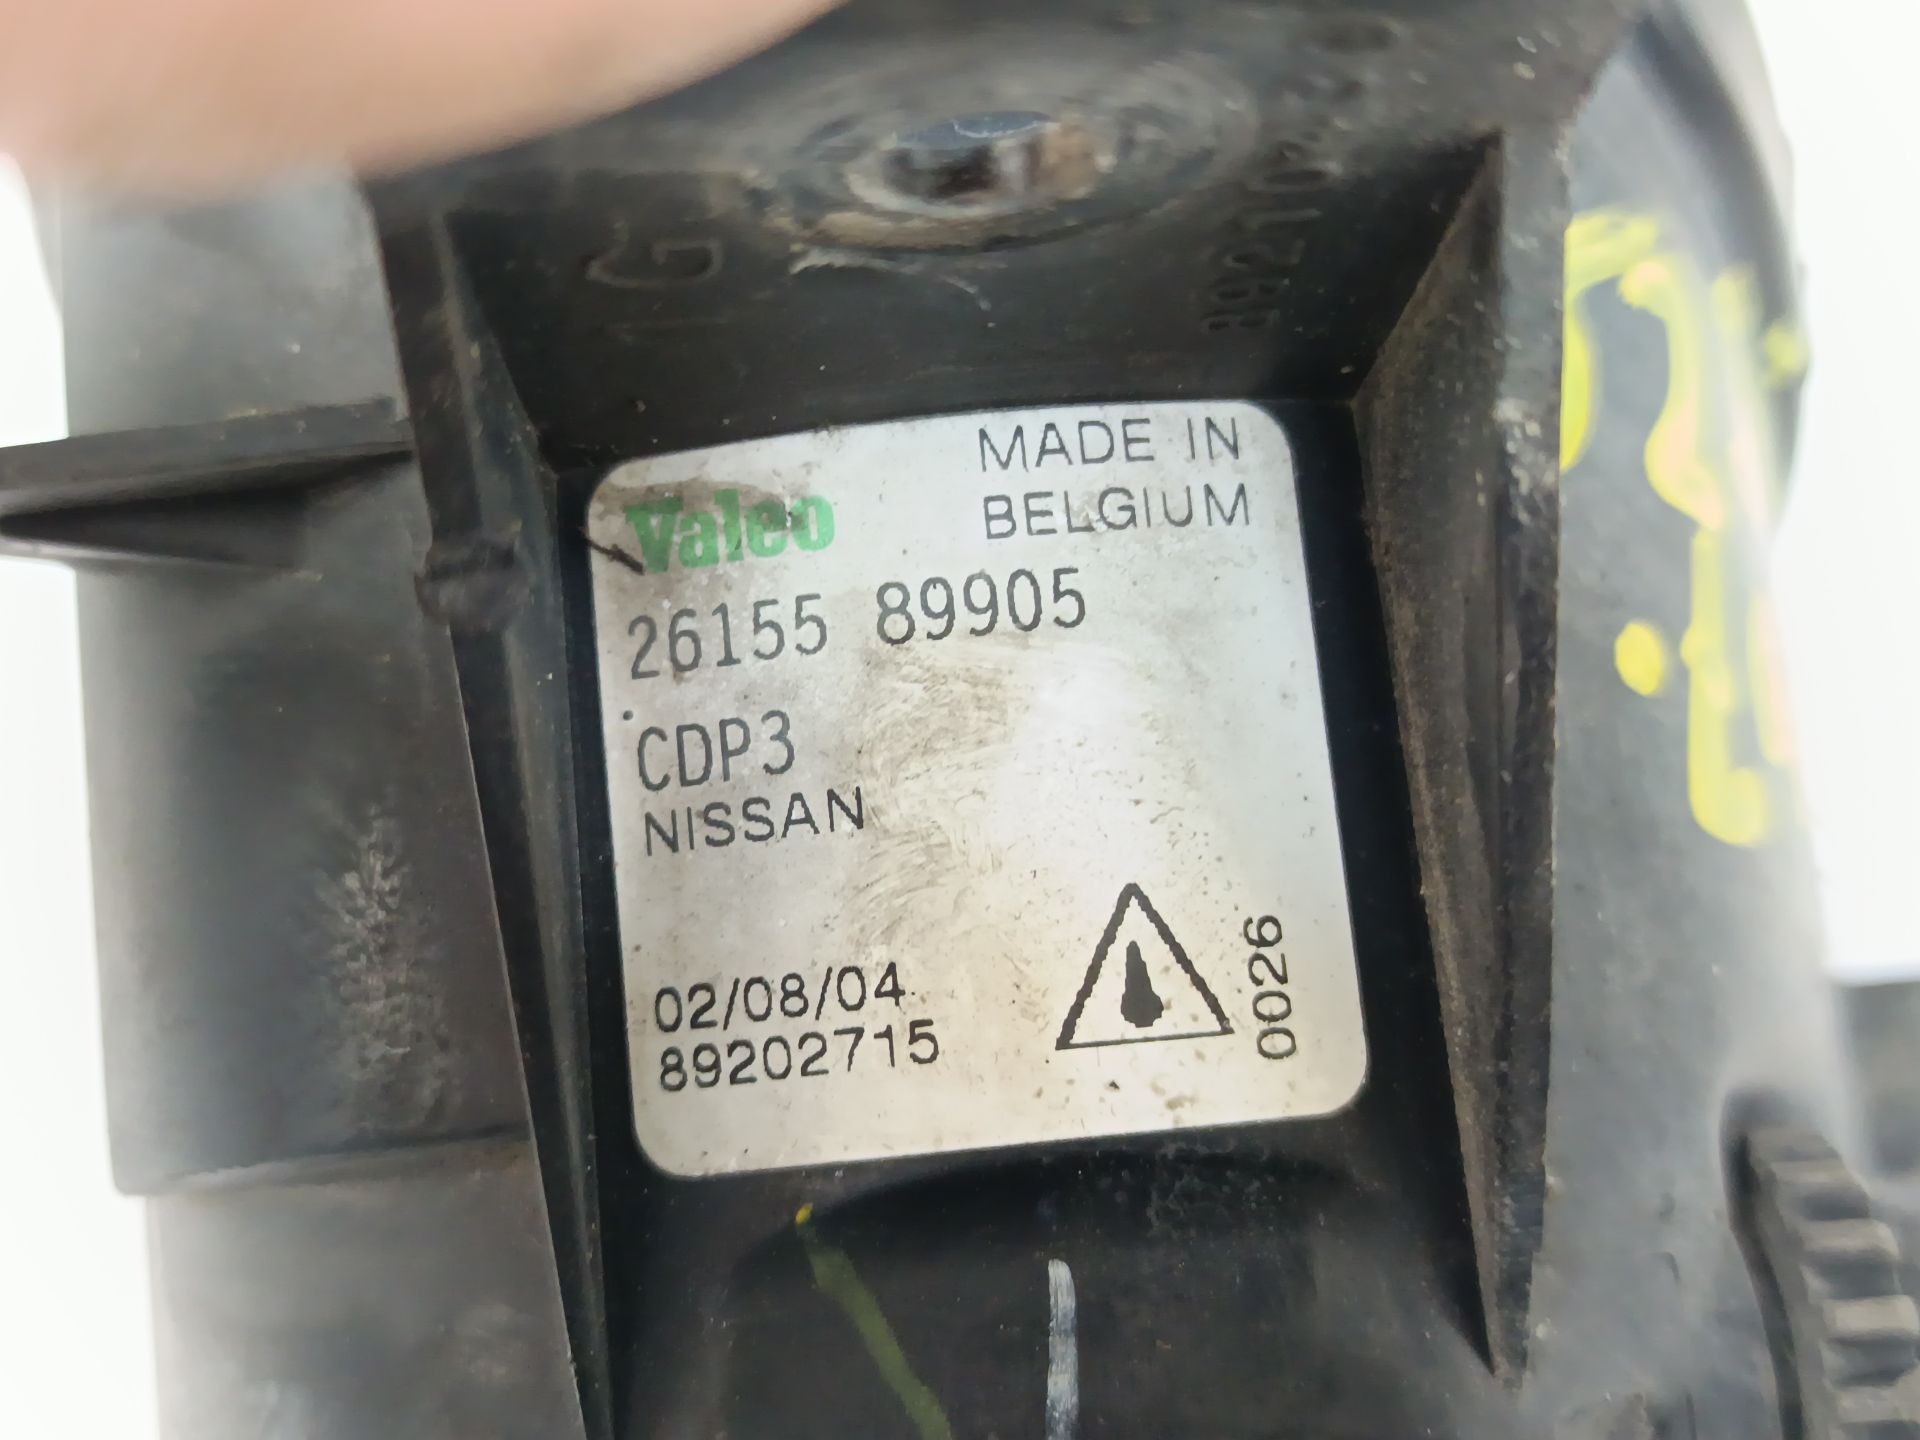 G
Valeo
MADE IN
BELGIUM
26155 89905
CDP3
NISSAN
02/08/04
89202715
0026